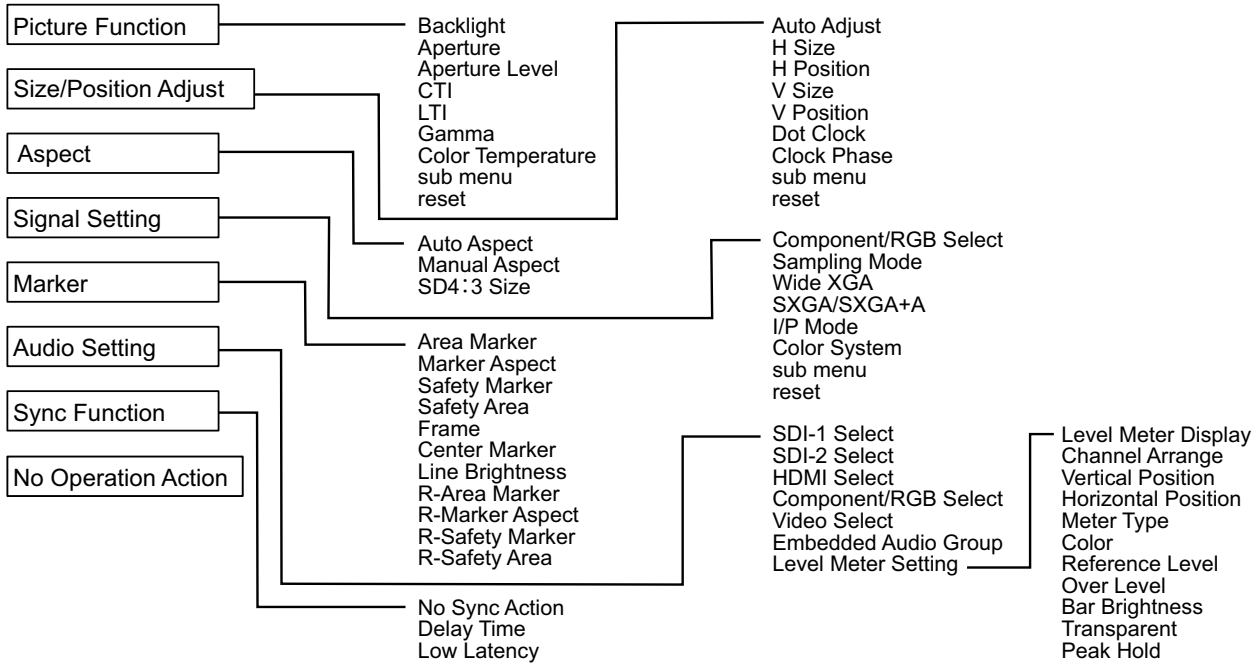 Picture Function
Size/Position Adjust
Aspect
Signal Setting
Marker
Audio Setting
Sync Function
No Operation Action
Backlight
Aperture
Aperture Level
CTI
LTI
Gamma
Color Temperature
sub menu
reset
Auto Aspect
Manual Aspect
SD4:3 Size
Area Marker
Marker Aspect
Safety Marker
Safety Area
Frame
Center Marker
Line Brightness
R-Area Marker
R-Marker Aspect
R-Safety Marker
R-Safety Area
No Sync Action
Delay Time
Low Latency
Auto Adjust
H Size
H Position
V Size
V Position
Dot Clock
Clock Phase
sub menu
reset
Component/RGB Select
Sampling Mode
Wide XGA
SXGA/SXGA+A
I/P Mode
Color System
sub menu
reset
SDI-1 Select
SDI-2 Select
HDMI Select
Component/RGB Select
Video Select
Embedded Audio Group
Level Meter Setting
Level Meter Display
Channel Arrange
Vertical Position
Horizontal Position
Meter Type
Color
Reference Level
Over Level
Bar Brightness
Transparent
Peak Hold